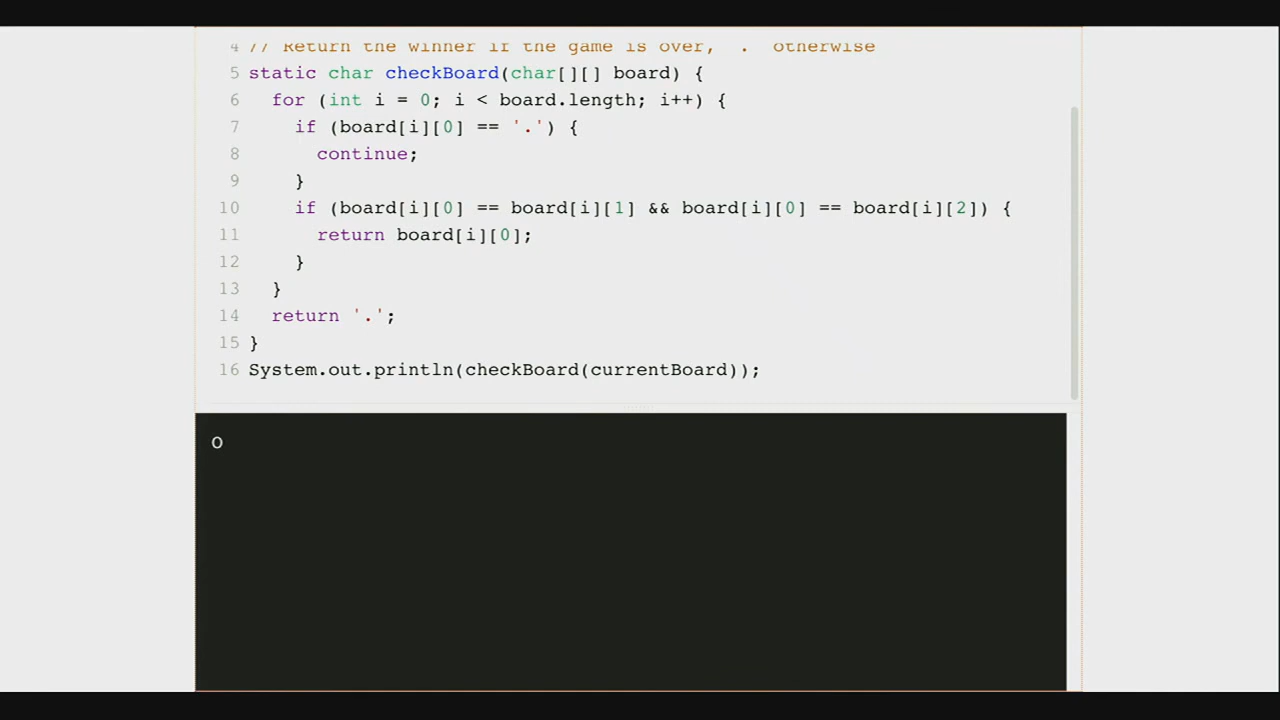 4 // Return the winner if the game is over, '.' otherwise
5 static char checkBoard(char[][] board) {
6   for (int i = 0; i < board.length; i++) {
7     if (board[i][0] == '.') {
8       continue;
9     }
10     if (board[i][0] == board[i][1] && board[i][0] == board[i][2]) {
11       return board[i][0];
12     }
13   }
14   return '.';
15 }
16 System.out.println(checkBoard(currentBoard));
O